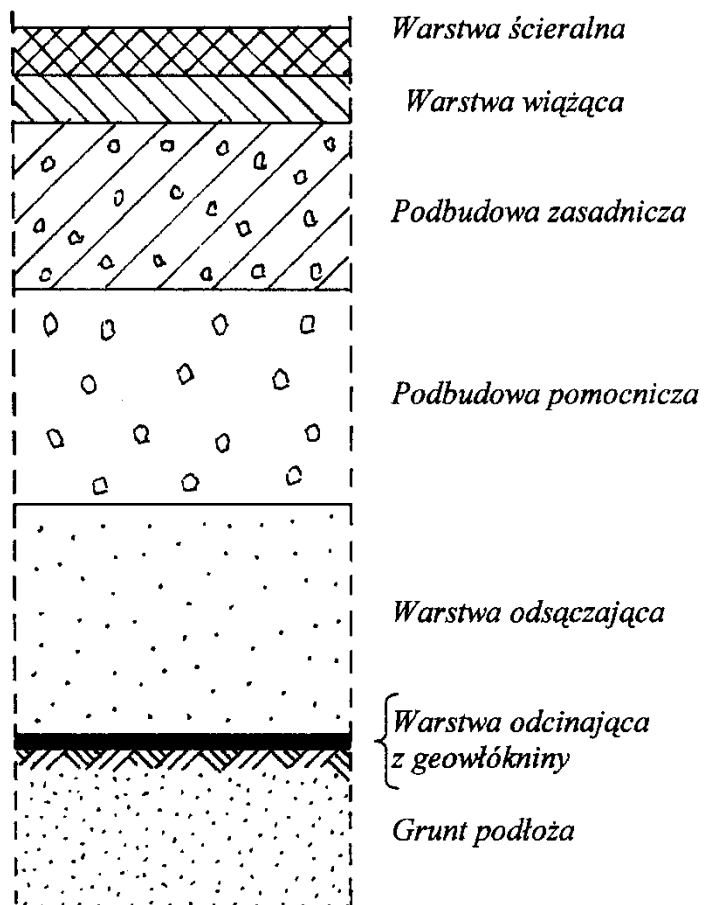 Warstwa ścieralna
Warstwa wiążąca
Podbudowa zasadnicza
Podbudowa pomocnicza
Warstwa odsączająca
Warstwa odcinająca
z geowłókniny
Grunt podłoża